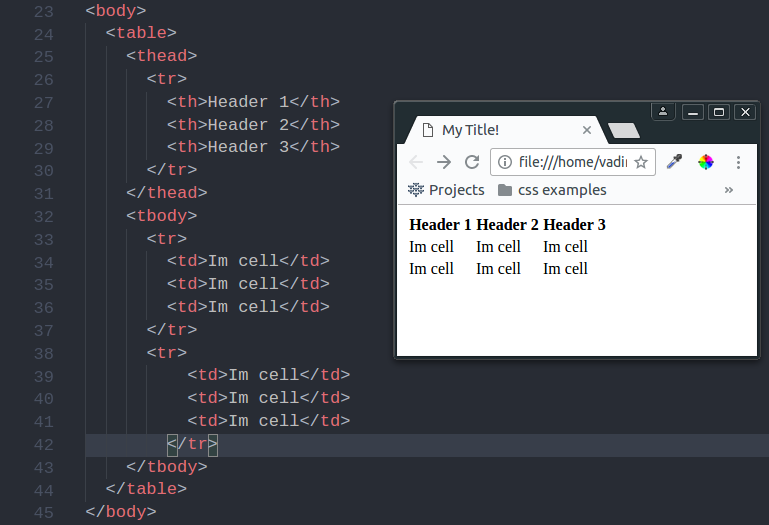 23 <body>
24 <table>
25 <thead>
26 <tr>
27 <th>Header 1</th>
28 <th>Header 2</th>
29 <th>Header 3</th>
30 </tr>
31 </thead>
32 <tbody>
33 <tr>
34 <td>Im cell</td>
35 <td>Im cell</td>
36 <td>Im cell</td>
37 </tr>
38 <tr>
39 <td>Im cell</td>
40 <td>Im cell</td>
41 <td>Im cell</td>
42 </tr>
43 </tbody>
44 </table>
45 </body>
My Title!
file:///home/vadi
Projects css examples »
Header 1 Header 2 Header 3
Im cell Im cell Im cell
Im cell Im cell Im cell